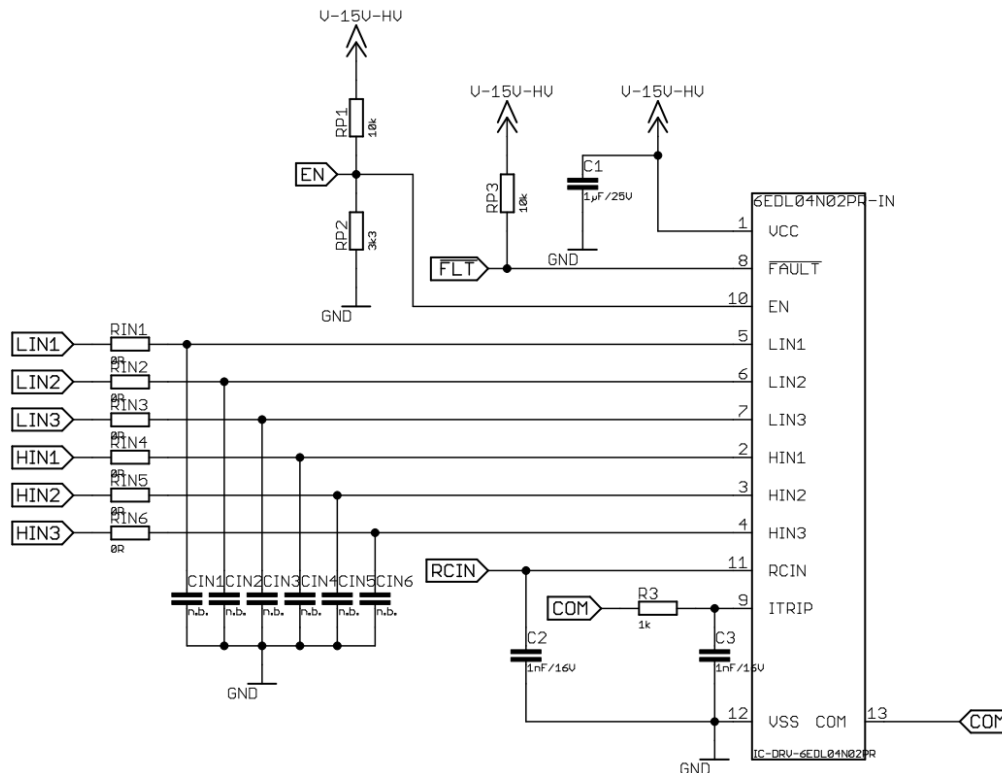 V-15V-HV
RP1
10k
V-15V-HV
V-15V-HV
EN
RP2
3k3
GND
RP3
10k
C1
1µF/25V
GND
FLT
6EDL04N02PR-IN
1 VCC
8 FAULT
10 EN
LIN1 RIN1 0R 5 LIN1
LIN2 RIN2 0R 6 LIN2
LIN3 RIN3 0R 7 LIN3
HIN1 RIN4 0R 2 HIN1
HIN2 RIN5 0R 3 HIN2
HIN3 RIN6 0R 4 HIN3
RCIN 11 RCIN
CIN1 CIN2 CIN3 CIN4 CIN5 CIN6
n.b. n.b. n.b. n.b. n.b. n.b.
GND
COM R3 1k 9 ITRIP
C2
1nF/16V
C3
1nF/16V
12 VSS COM 13 COM
GND
IC-DRV-6EDL04N02PR